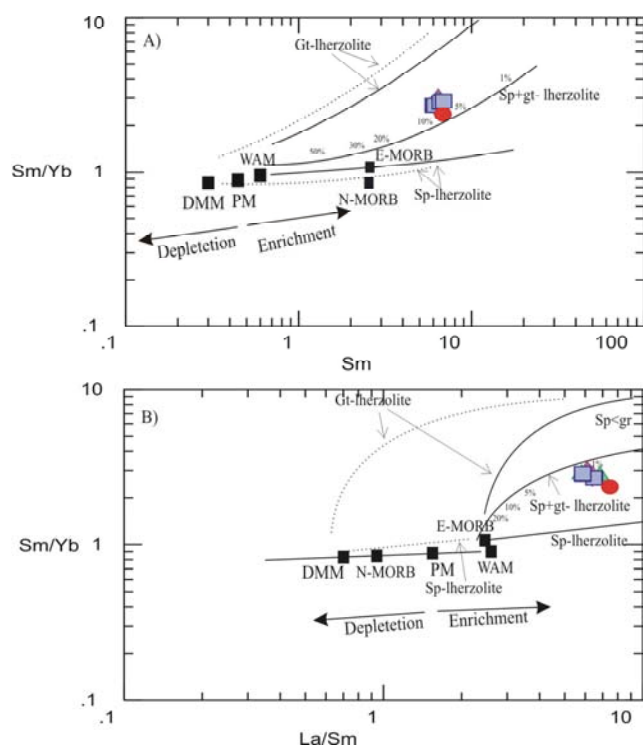 10
A)
Gt-lherzolite
1%
Sp+gt- lherzolite
5%
10%
20%
30%
50%
WAM
E-MORB
Sm/Yb
1
DMM
PM
N-MORB
Sp-lherzolite
Depletetion
Enrichment
.1
0.1
1
10
100
Sm
10
B)
Gt-lherzolite
Sp<gr
1%
5%
10%
20%
Sp+gt- lherzolite
Sm/Yb
E-MORB
Sp-lherzolite
1
DMM
N-MORB
PM
WAM
Sp-lherzolite
Depletetion
Enrichment
.1
0.1
1
10
La/Sm